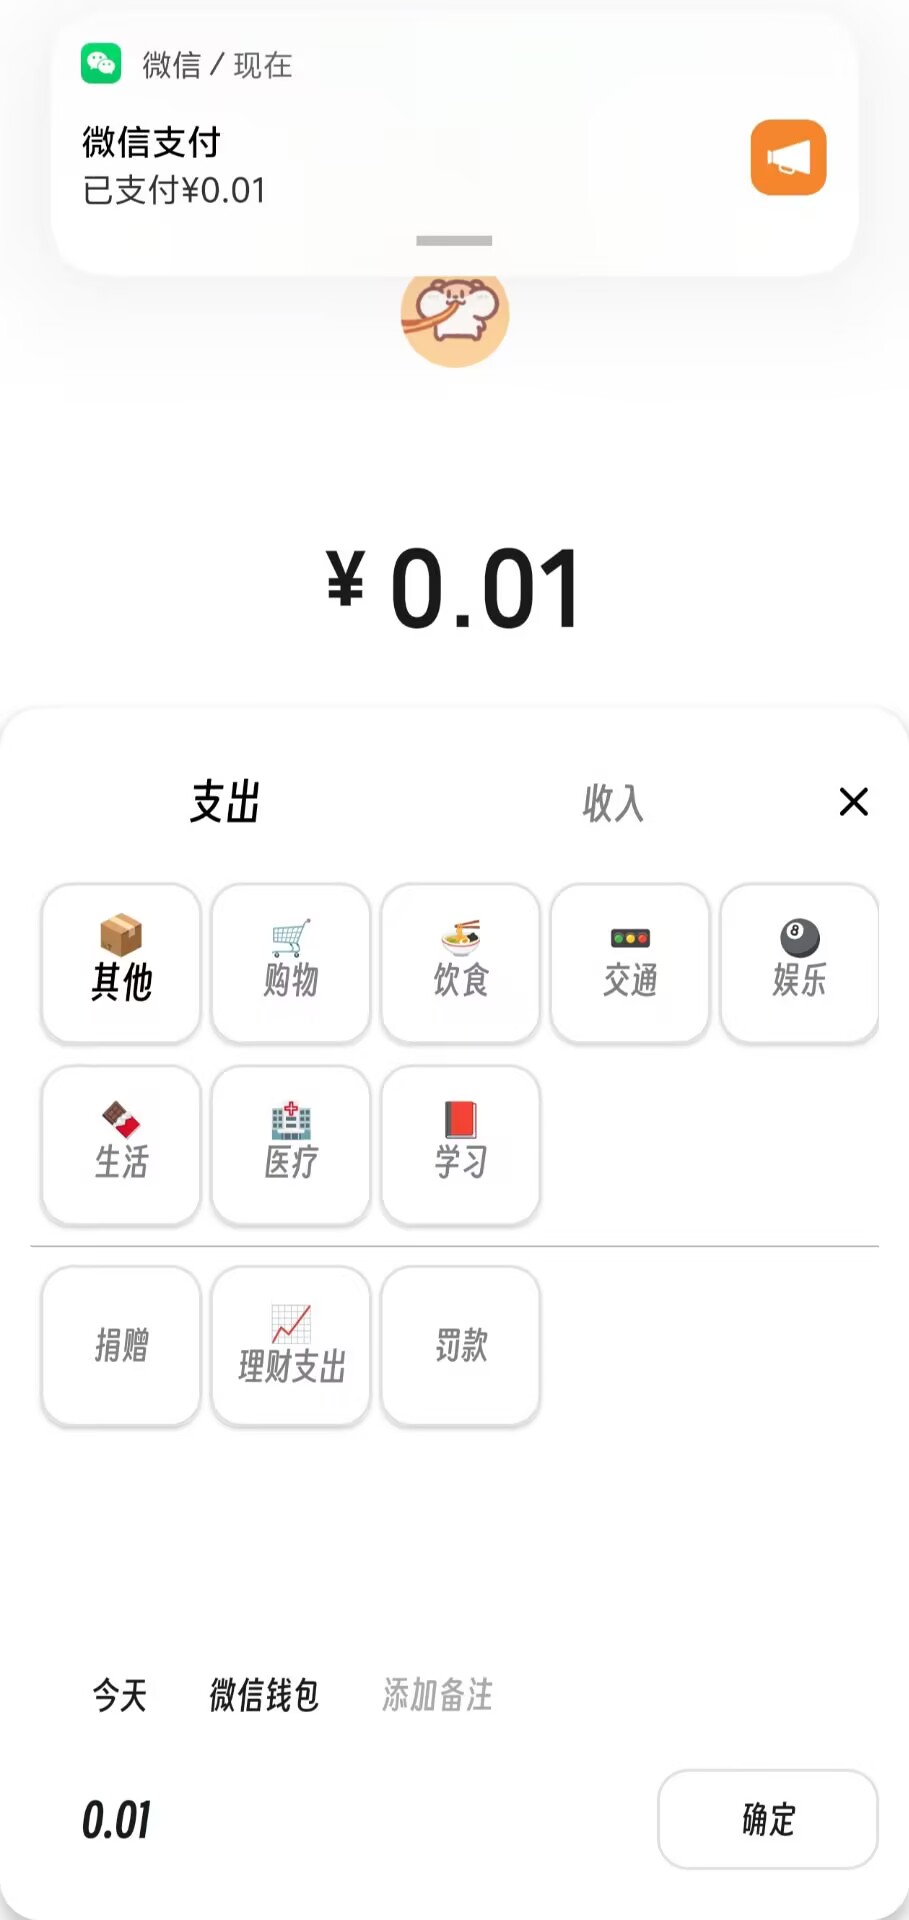 微信 / 现在
微信支付
已支付¥0.01
¥ 0.01
支出 收入
其他 购物 饮食 交通 娱乐
生活 医疗 学习
捐赠 理财支出 罚款
今天 微信钱包 添加备注
0.01 确定